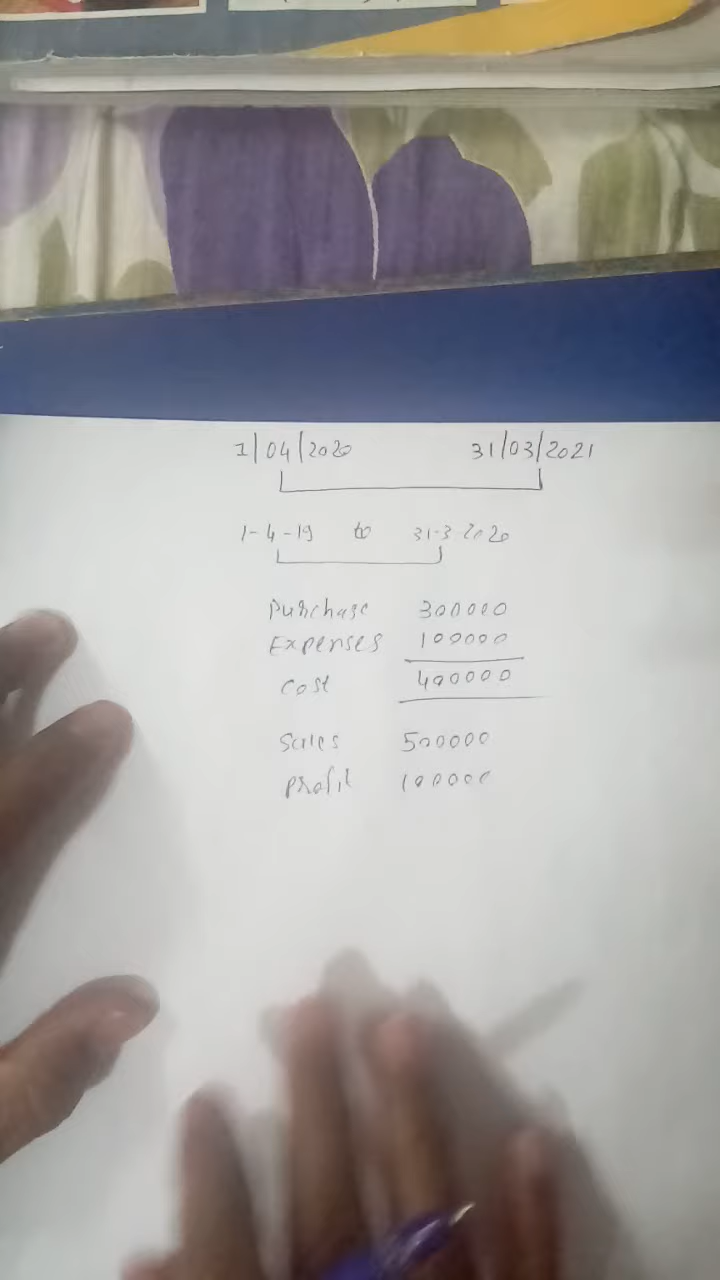 1/04/2020 31/03/2021
1-4-19 to 31-3-2020
Purchase 300000
Expenses 100000
Cost 400000
Sales 500000
Profit 100000